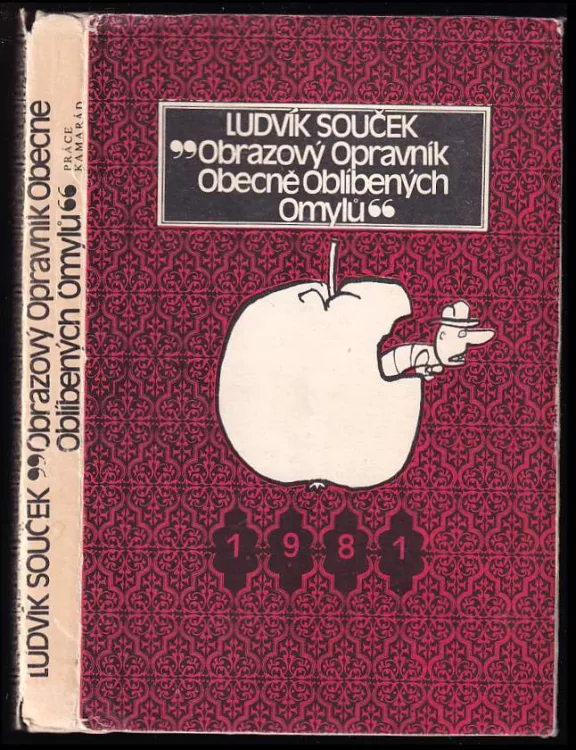 LUDVÍK SOUČEK
„Obrazový Opravník
Obecně Oblíbených
Omylů“
1981
LUDVÍK SOUČEK „Obrazový Opravník Obecně
Oblíbených Omylů“
PRÁCE
KAMARÁD